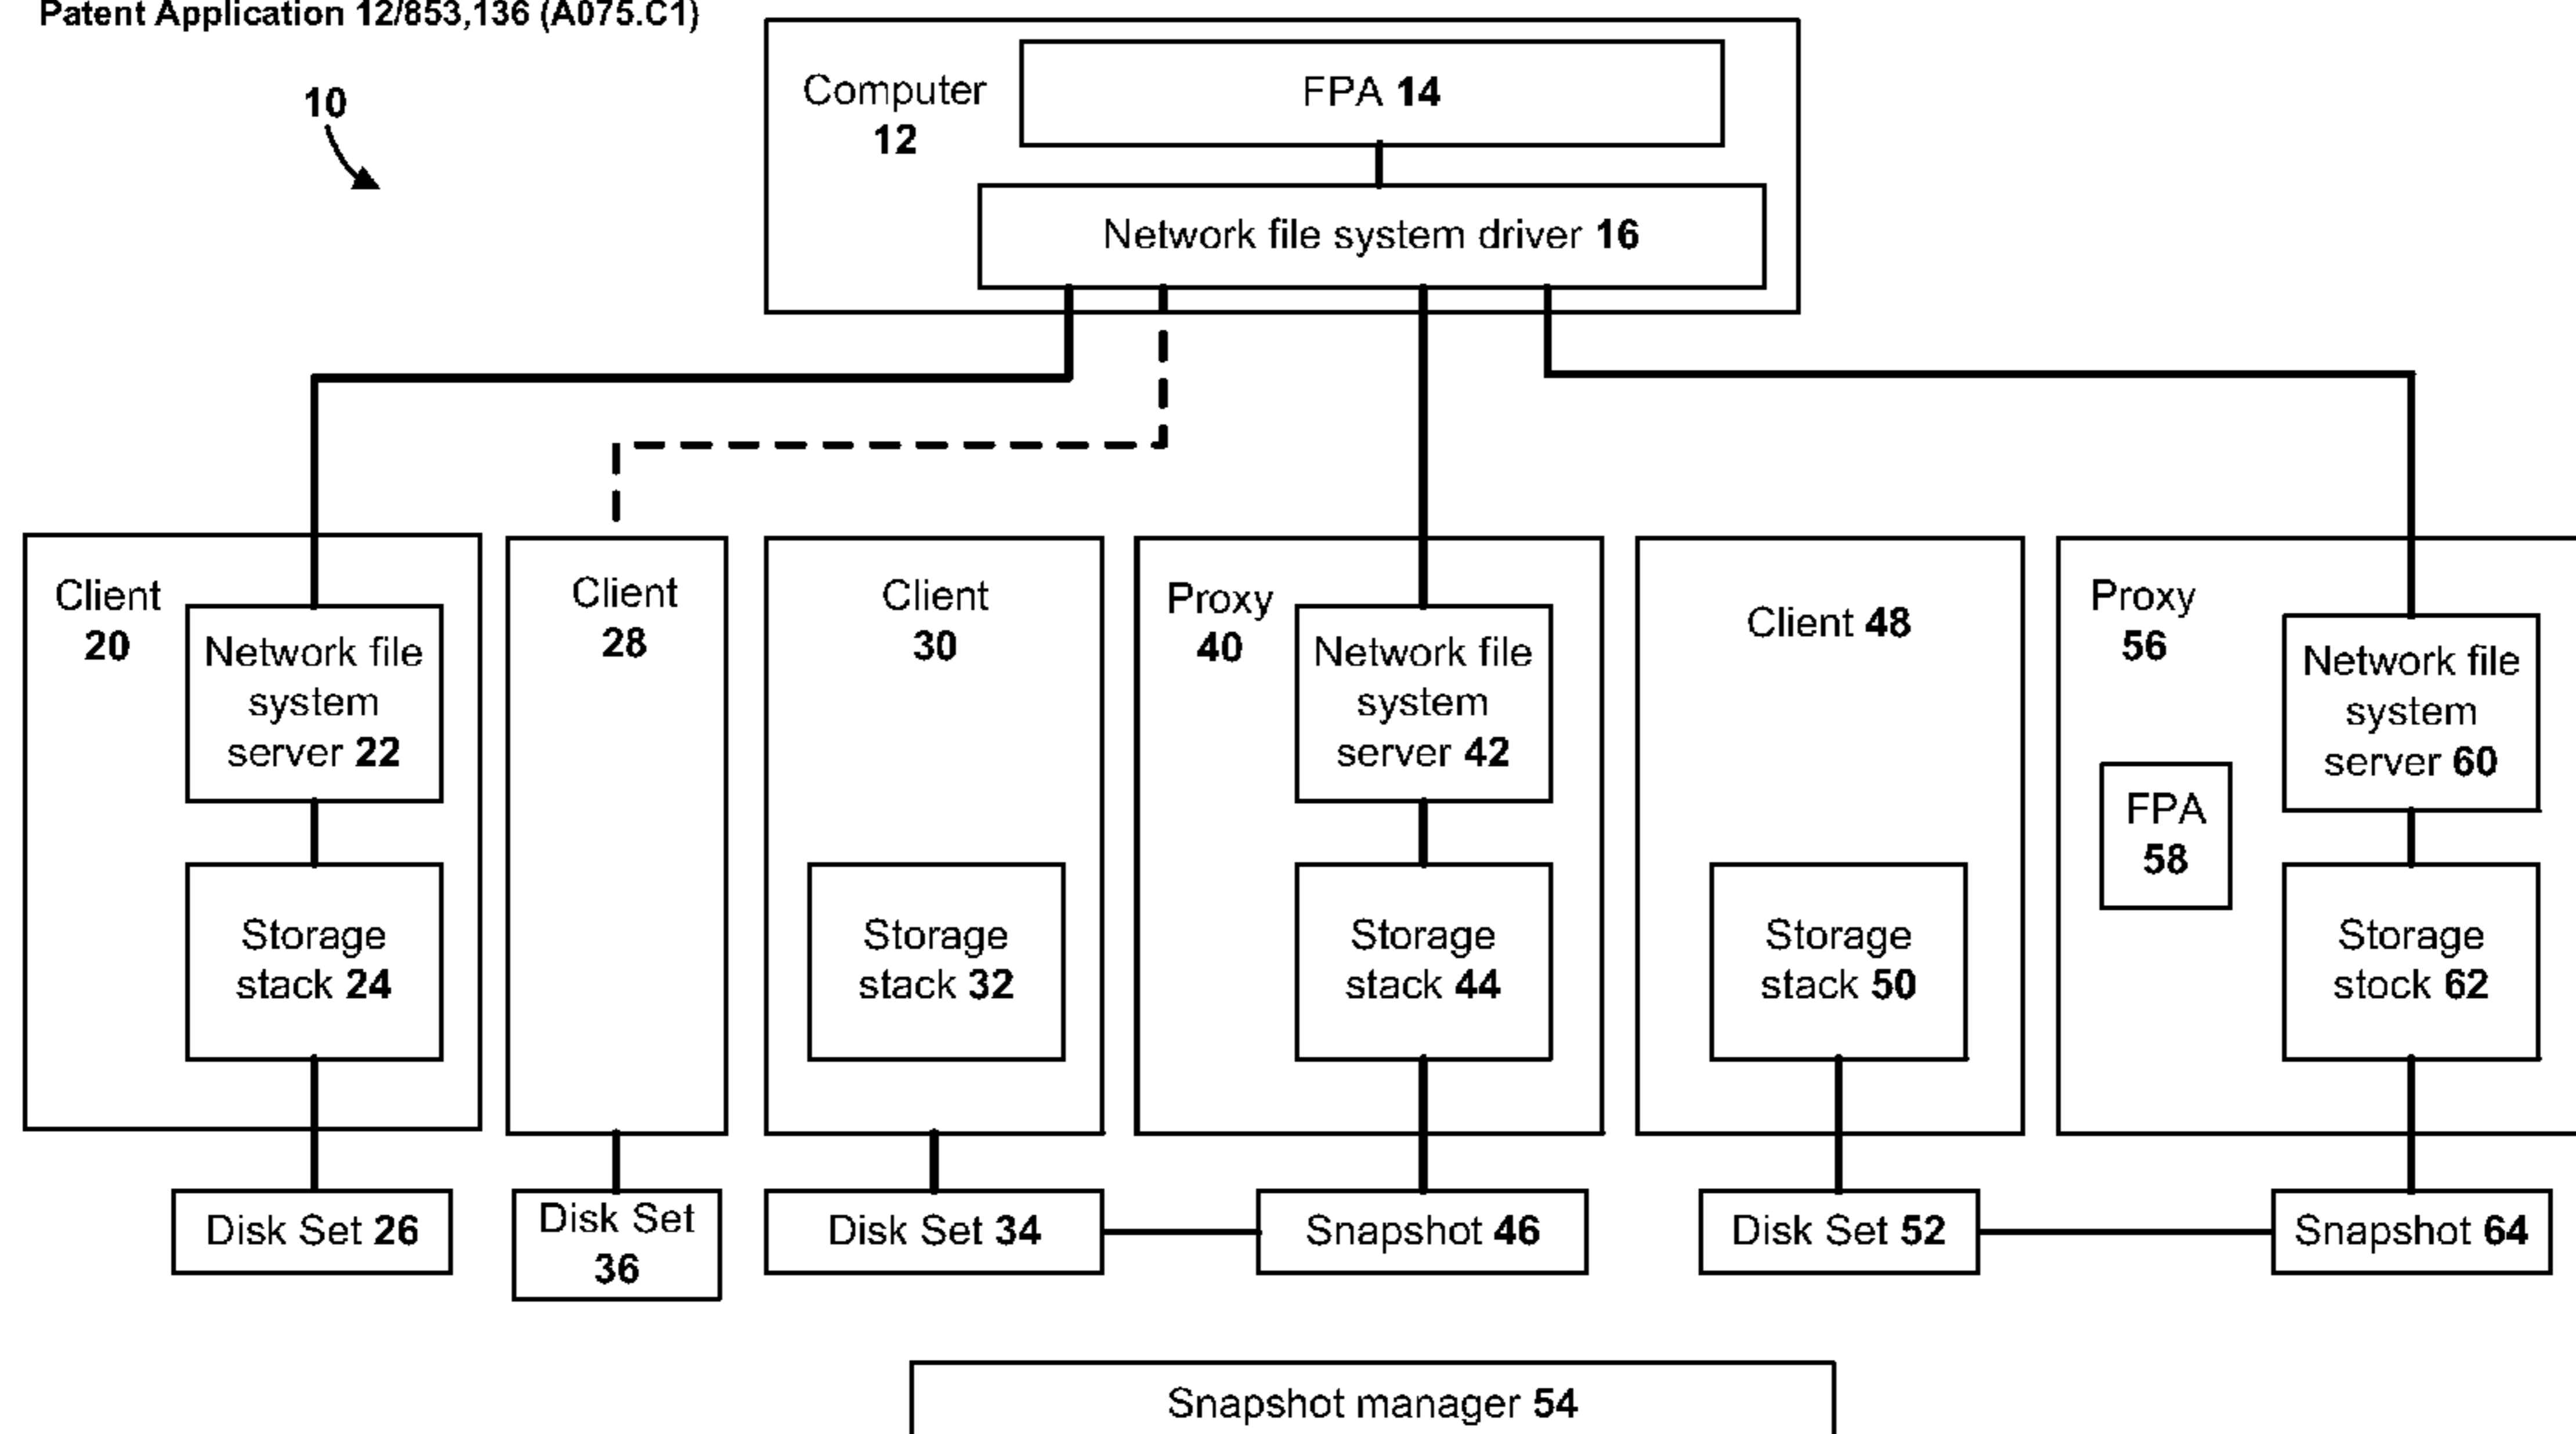 Patent Application 12/853,136 (A075.C1)
10
Computer
12
FPA 14
Network file system driver 16
Client
20
Network file
system
server 22
Storage
stack 24
Disk Set 26
Client
28
Disk Set
36
Client
30
Storage
stack 32
Disk Set 34
Proxy
40
Network file
system
server 42
Storage
stack 44
Snapshot 46
Client 48
Storage
stack 50
Disk Set 52
Proxy
56
FPA
58
Network file
system
server 60
Storage
stock 62
Snapshot 64
Snapshot manager 54